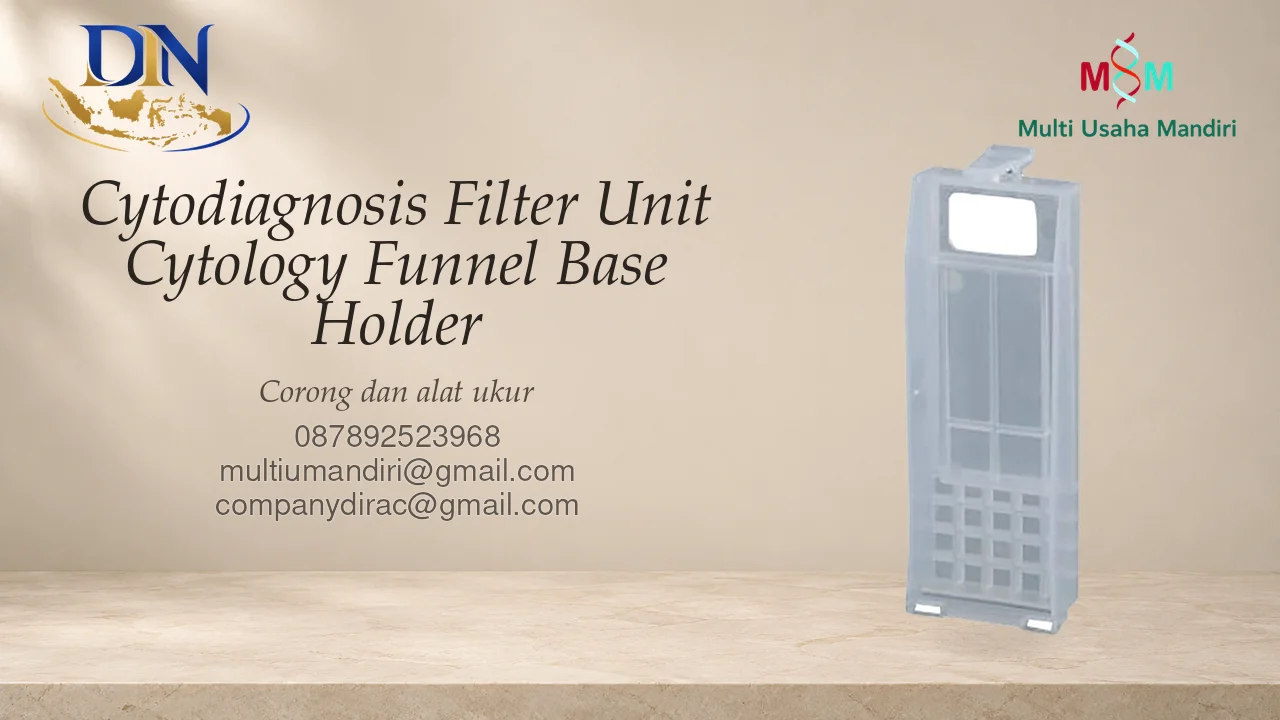 DN
M M
Multi Usaha Mandiri
Cytodiagnosis Filter Unit
Cytology Funnel Base
Holder
Corong dan alat ukur
087892523968
multiumandiri@gmail.com
companydirac@gmail.com